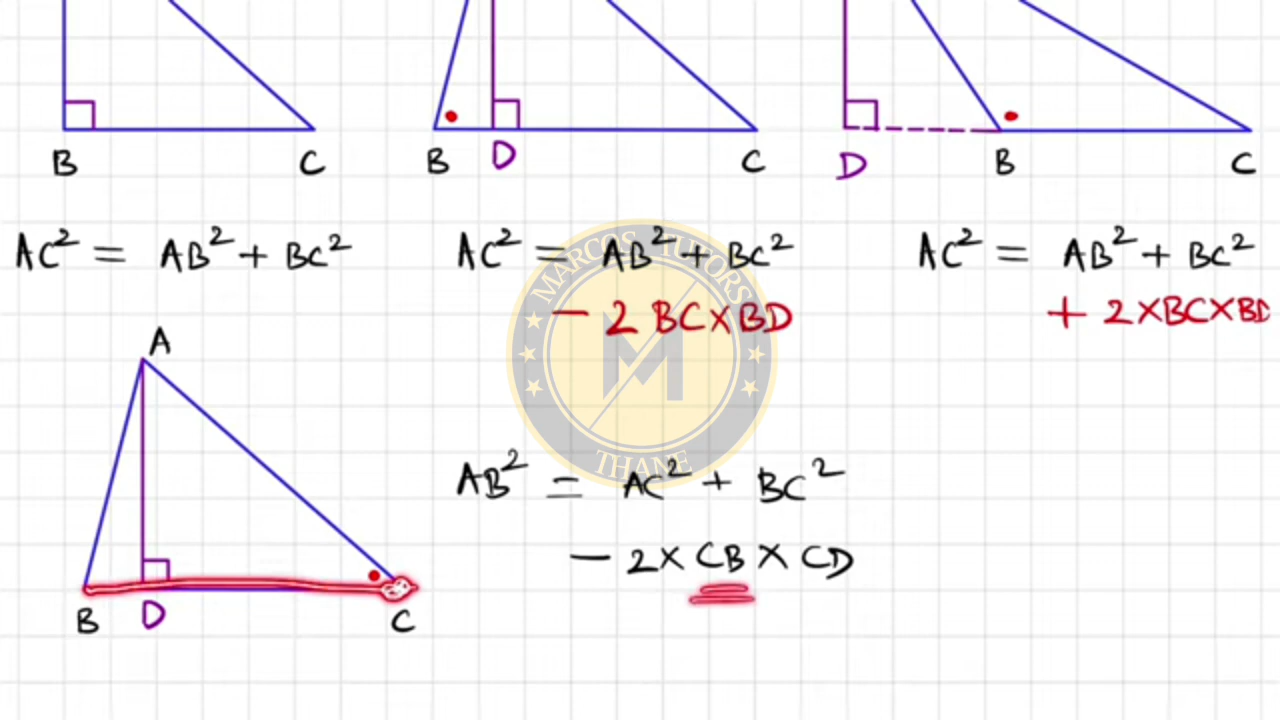 B C B D C D B C
AC² = AB² + BC² AC² = AB² + BC² AC² = AB² + BC²
− 2 BC×BD + 2×BC×BD
MARCOS TUTORS
M
THANE
A
AB² = AC² + BC²
− 2× CB × CD
B D C